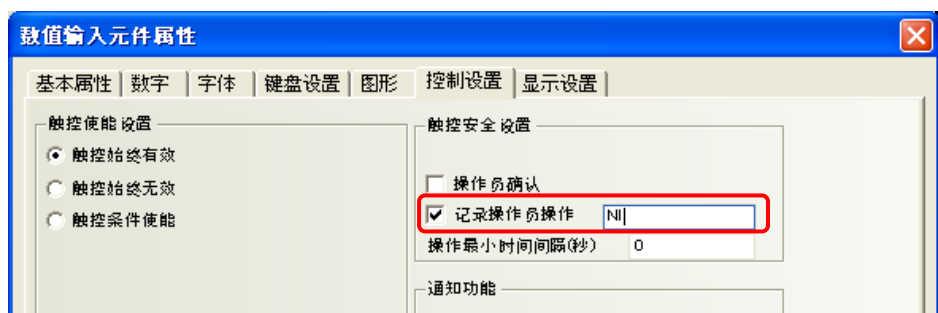 数值输入元件属性
基本属性 数字 字体 键盘设置 图形 控制设置 显示设置
触控使能设置
触控始终有效
触控始终无效
触控条件使能
触控安全设置
操作员确认
记录操作员操作 NI
操作最小时间间隔(秒) 0
通知功能